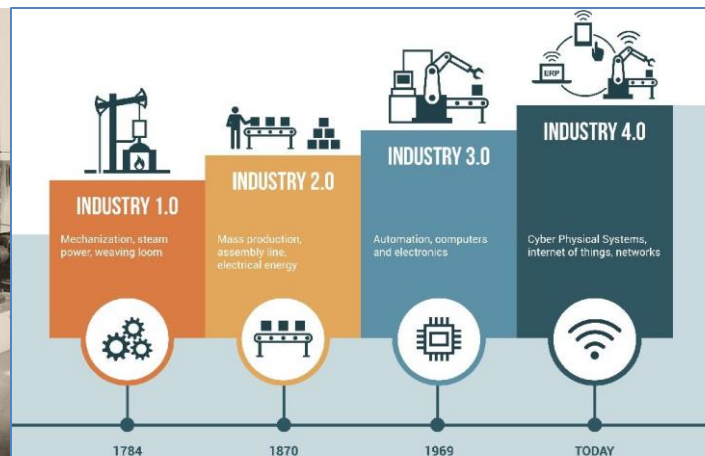 ERP
INDUSTRY 1.0
INDUSTRY 2.0
INDUSTRY 3.0
INDUSTRY 4.0
Mechanization, steam
power, weaving loom
Mass production,
assembly line,
electrical energy
Automation, computers
and electronics
Cyber Physical Systems,
internet of things, networks
1784
1870
1969
TODAY